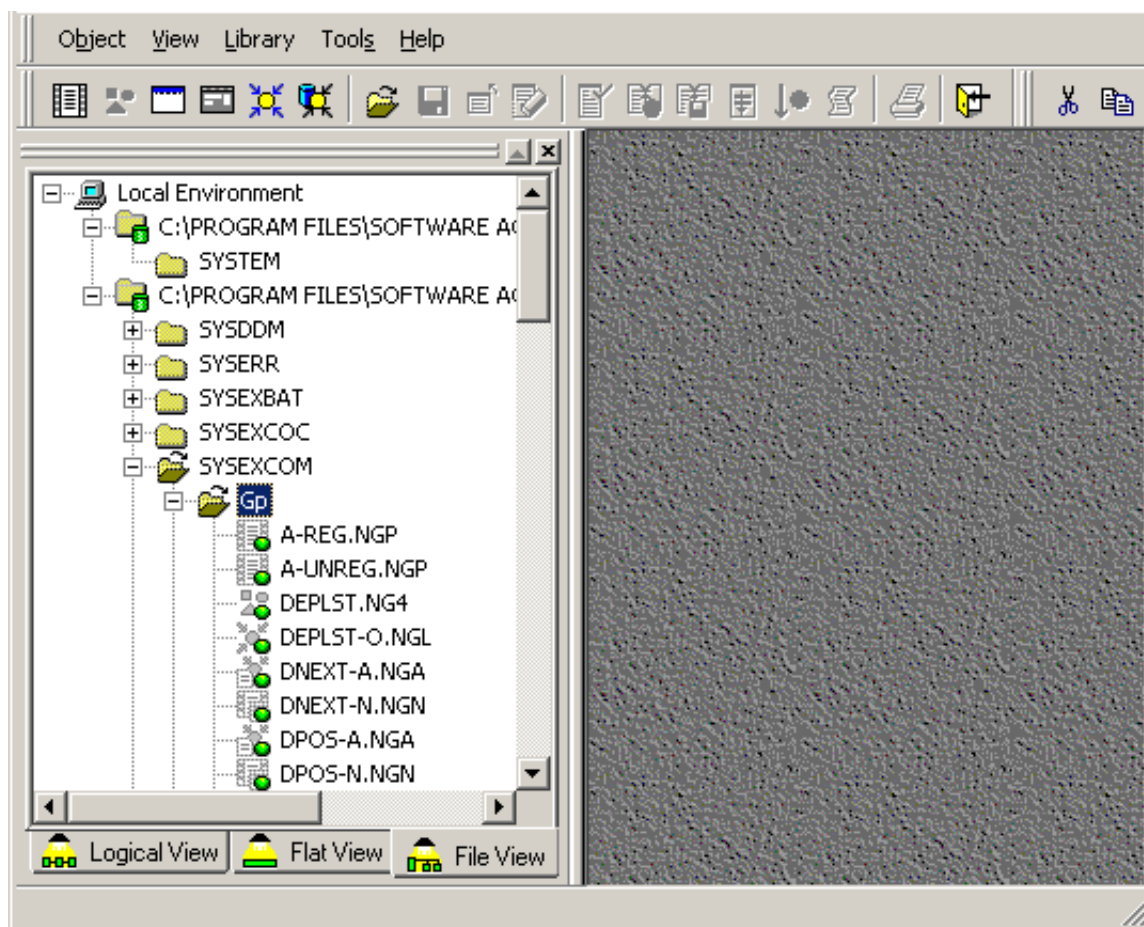 Object View Library Tools Help
Local Environment
C:\PROGRAM FILES\SOFTWARE A
SYSTEM
C:\PROGRAM FILES\SOFTWARE A
SYSDDM
SYSERR
SYSEXBAT
SYSEXCOC
SYSEXCOM
Gp
A-REG.NGP
A-UNREG.NGP
DEPLST.NG4
DEPLST-O.NGL
DNEXT-A.NGA
DNEXT-N.NGN
DPOS-A.NGA
DPOS-N.NGN
Logical View Flat View File View